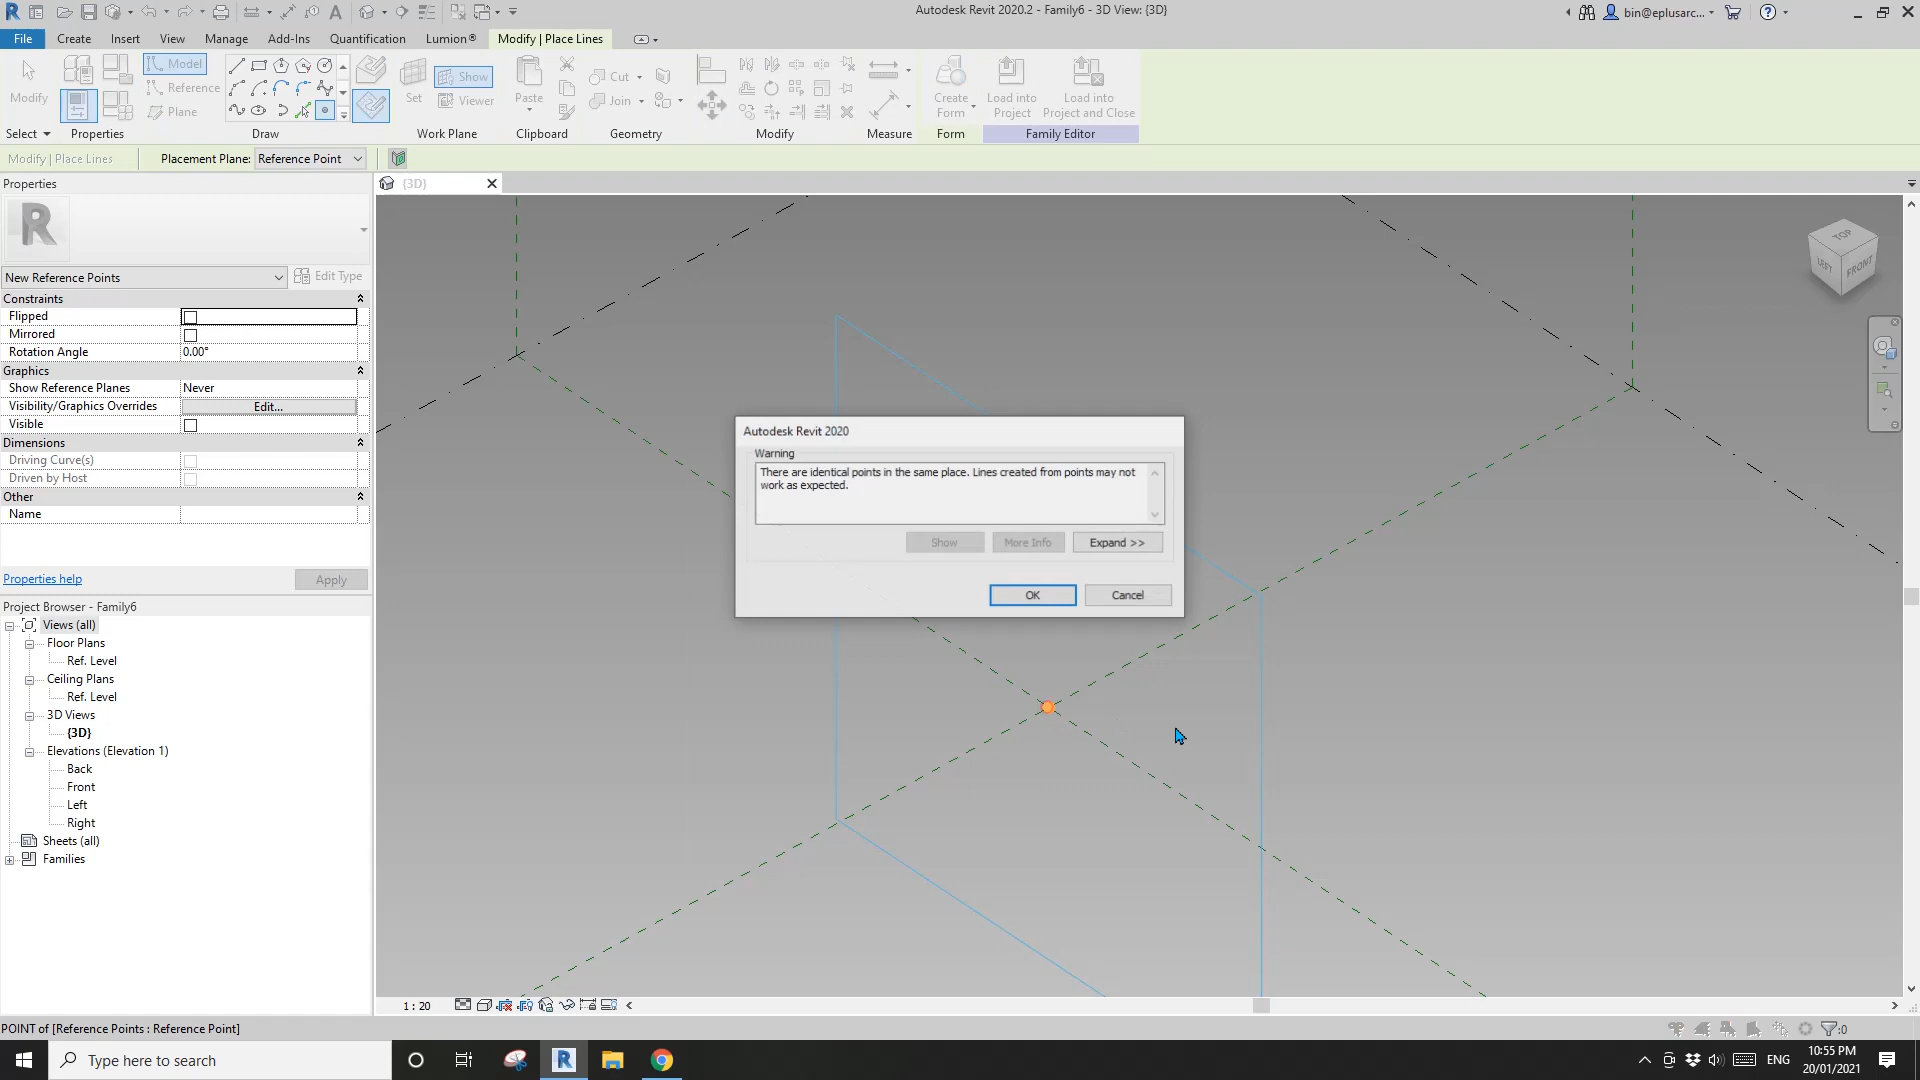 Autodesk Revit 2020.2 - Family6 - 3D View: {3D}
bin@eplusarc...
File
Create
Insert
View
Manage
Add-Ins
Quantification
Lumion®
Modify | Place Lines
Modify
Model
Reference
Plane
Set
Show
Viewer
Paste
Cut
Join
Create
Form
Load into
Project
Load into
Project and Close
Select
Properties
Draw
Work Plane
Clipboard
Geometry
Modify
Measure
Form
Family Editor
Modify | Place Lines
Placement Plane:
Reference Point
Properties
{3D}
New Reference Points
Edit Type
Constraints
Flipped
Mirrored
Rotation Angle
0.00°
Graphics
Show Reference Planes
Never
Visibility/Graphics Overrides
Edit...
Visible
Dimensions
Driving Curve(s)
Driven by Host
Other
Name
Properties help
Apply
Project Browser - Family6
Views (all)
Floor Plans
Ref. Level
Ceiling Plans
Ref. Level
3D Views
{3D}
Elevations (Elevation 1)
Back
Front
Left
Right
Sheets (all)
Families
TOP
LEFT
FRONT
Autodesk Revit 2020
Warning
There are identical points in the same place. Lines created from points may not
work as expected.
Show
More Info
Expand >>
OK
Cancel
1 : 20
POINT of [Reference Points : Reference Point]
:0
Type here to search
ENG
10:55 PM
20/01/2021